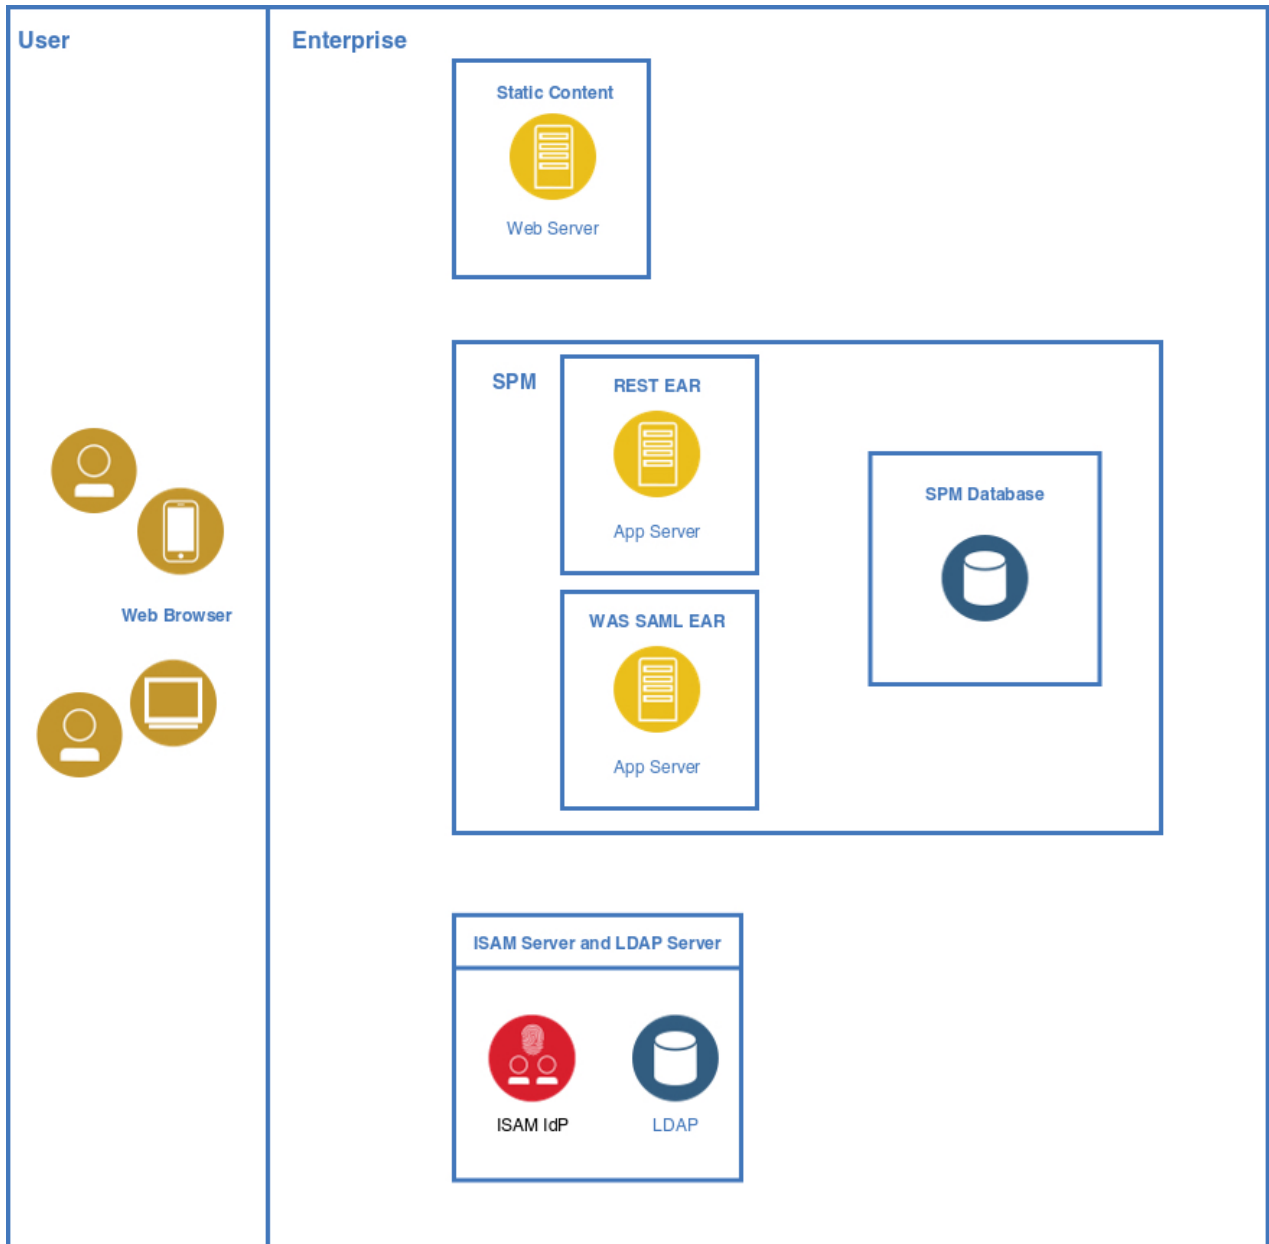 User
Enterprise
Static Content
Web Server
SPM
REST EAR
App Server
SPM Database
Web Browser
WAS SAML EAR
App Server
ISAM Server and LDAP Server
ISAM IdP
LDAP